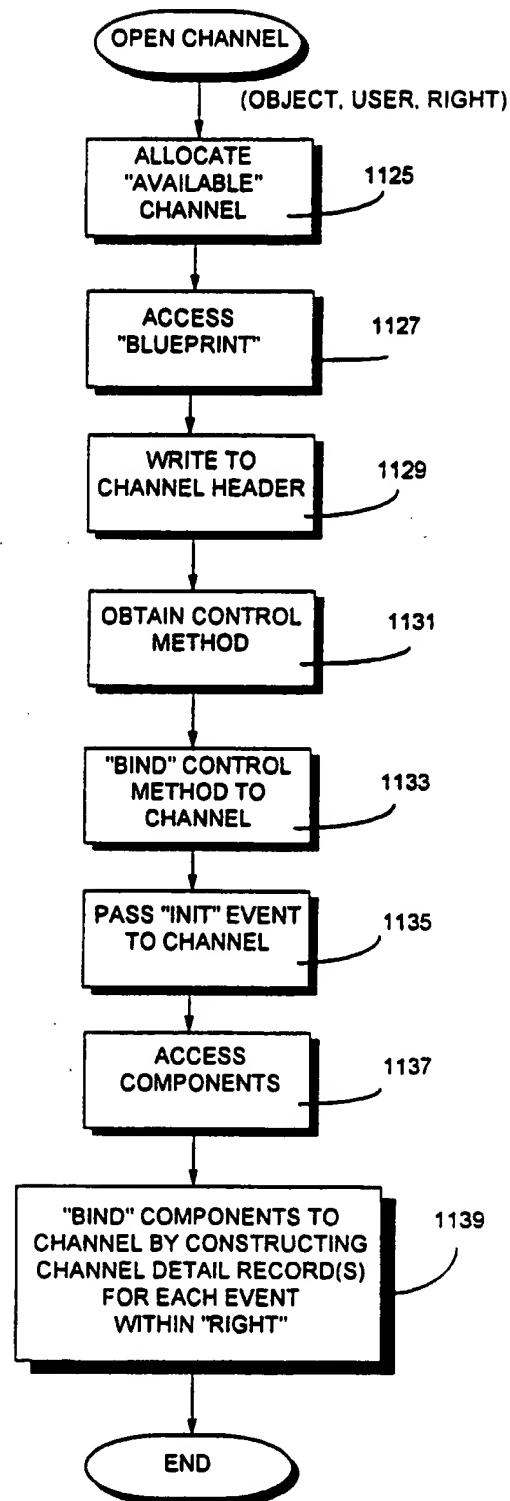 OPEN CHANNEL
(OBJECT, USER, RIGHT)
ALLOCATE
"AVAILABLE"
CHANNEL
1125
ACCESS
"BLUEPRINT"
1127
WRITE TO
CHANNEL HEADER
1129
OBTAIN CONTROL
METHOD
1131
"BIND" CONTROL
METHOD TO
CHANNEL
1133
PASS "INIT" EVENT
TO CHANNEL
1135
ACCESS
COMPONENTS
1137
"BIND" COMPONENTS TO
CHANNEL BY CONSTRUCTING
CHANNEL DETAIL RECORD(S)
FOR EACH EVENT
WITHIN "RIGHT"
1139
END